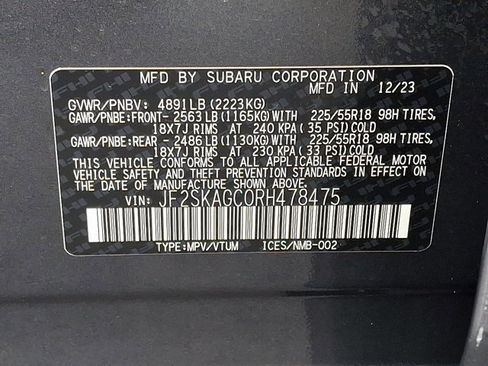 MFD BY SUBARU CORPORATION
MFD IN 12/23
GVWR/PNBV: 4891LB (2223KG)
GAWR/PNBE:FRONT- 2563 LB (1165KG) WITH 225/55R18 98H TIRES,
18X7J RIMS AT 240 KPA (35 PSI) COLD
GAWR/PNBE:REAR - 2486 LB (1130KG) WITH 225/55R18 98H TIRES,
18X7J RIMS AT 230 KPA (33 PSI) COLD
THIS VEHICLE CONFORMS TO ALL APPLICABLE FEDERAL MOTOR
VEHICLE SAFETY AND THEFT PREVENTION STANDARDS IN EFFECT
ON THE DATE OF MANUFACTURE SHOWN ABOVE.
VIN: JF2SKAGC0RH478475
TYPE:MPV/VTUM ICES/NMB-002